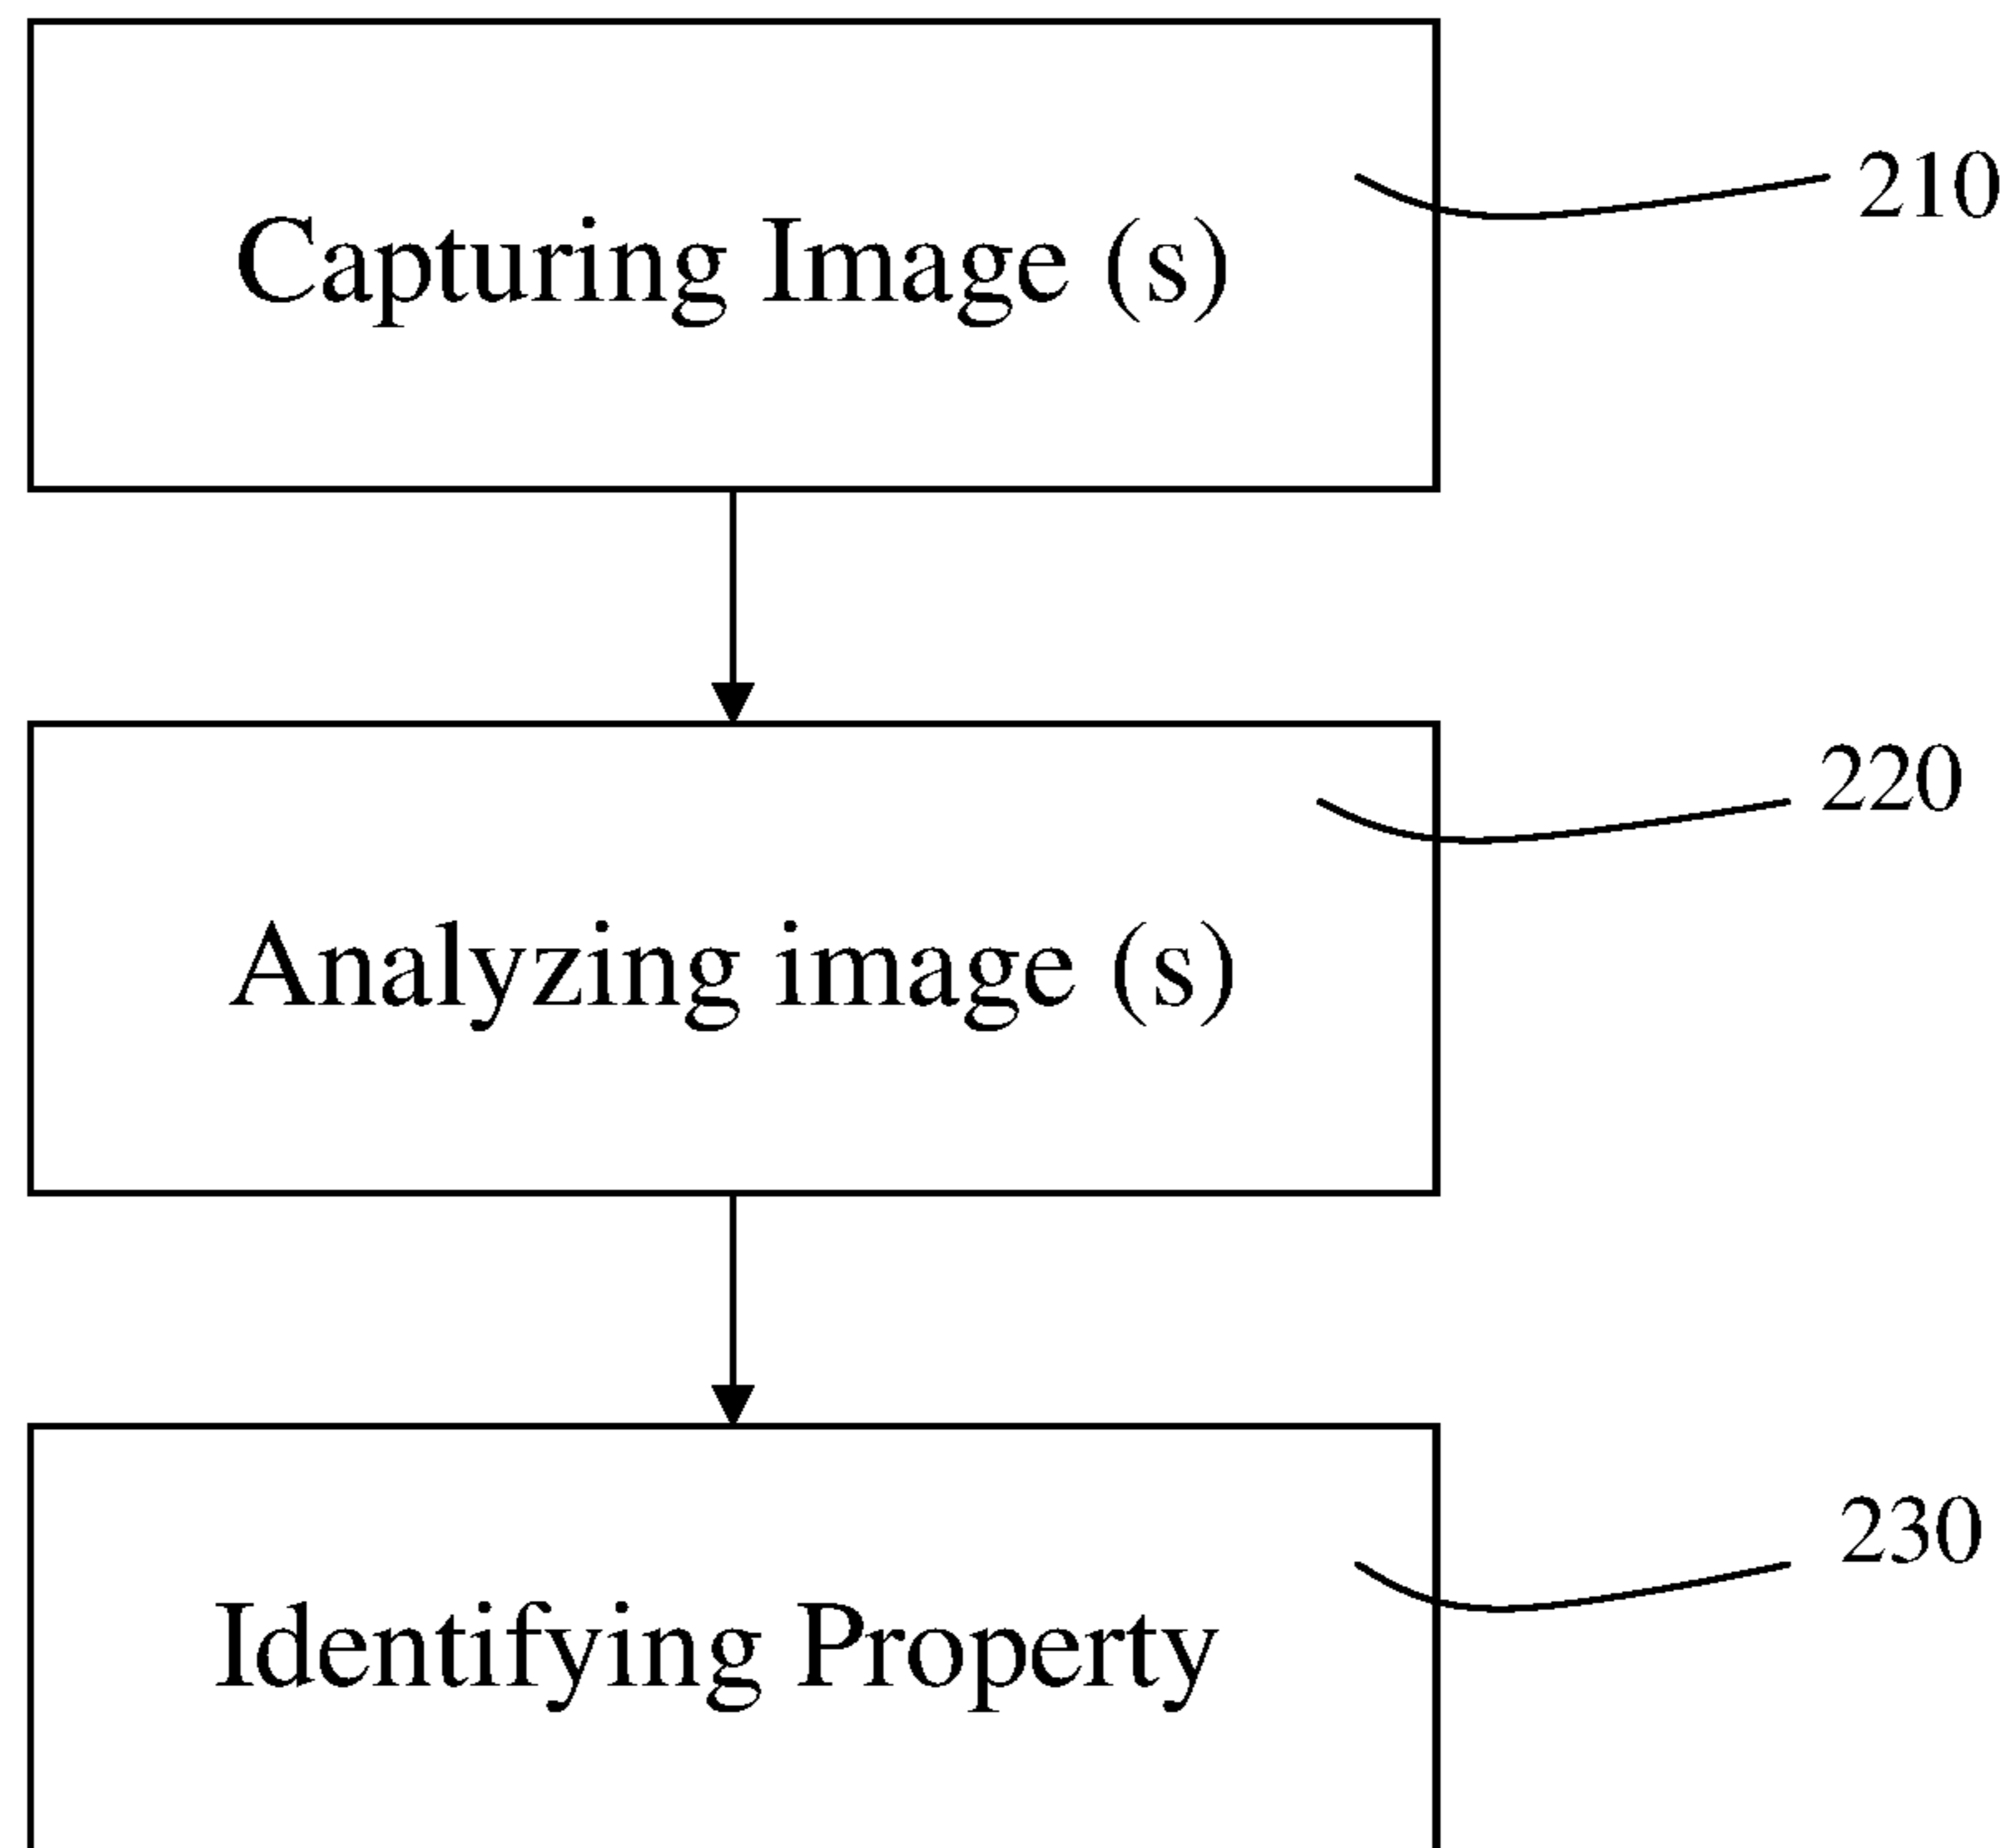 Capturing Image (s)
210
Analyzing image (s)
220
Identifying Property
230